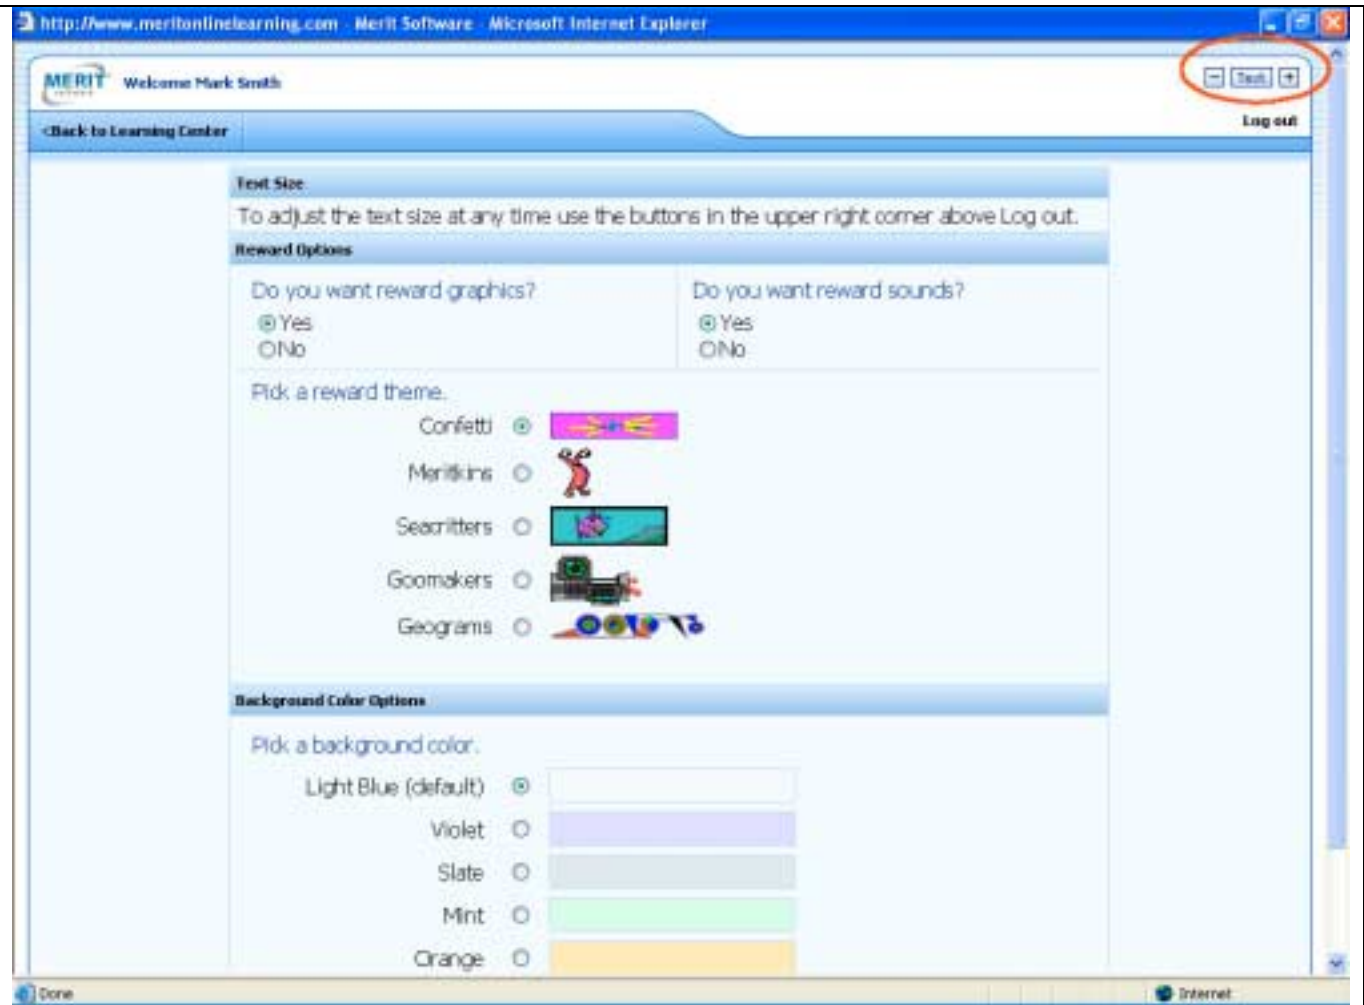 http://www.meritonlinelearning.com - Merit Software - Microsoft Internet Explorer
MERIT Welcome Mark Smith
- Text +
<Back to Learning Center
Log out
Text Size
To adjust the text size at any time use the buttons in the upper right corner above Log out.
Reward Options
Do you want reward graphics? Do you want reward sounds?
Yes Yes
No No
Pick a reward theme.
Confetti
Meritkins
Seacritters
Goomakers
Geograms
Background Color Options
Pick a background color.
Light Blue (default)
Violet
Slate
Mint
Orange
Done Internet